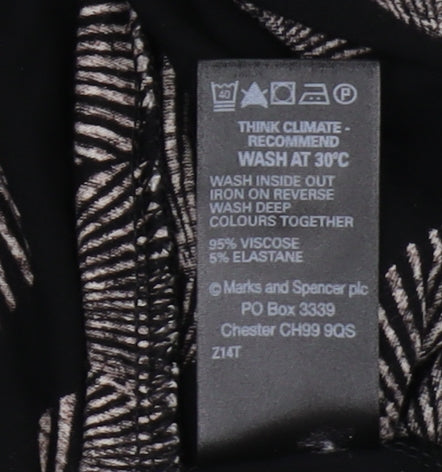 40 P
THINK CLIMATE -
RECOMMEND
WASH AT 30°C
WASH INSIDE OUT
IRON ON REVERSE
WASH DEEP
COLOURS TOGETHER
95% VISCOSE
5% ELASTANE
© Marks and Spencer plc
PO Box 3339
Chester CH99 9QS
Z14T